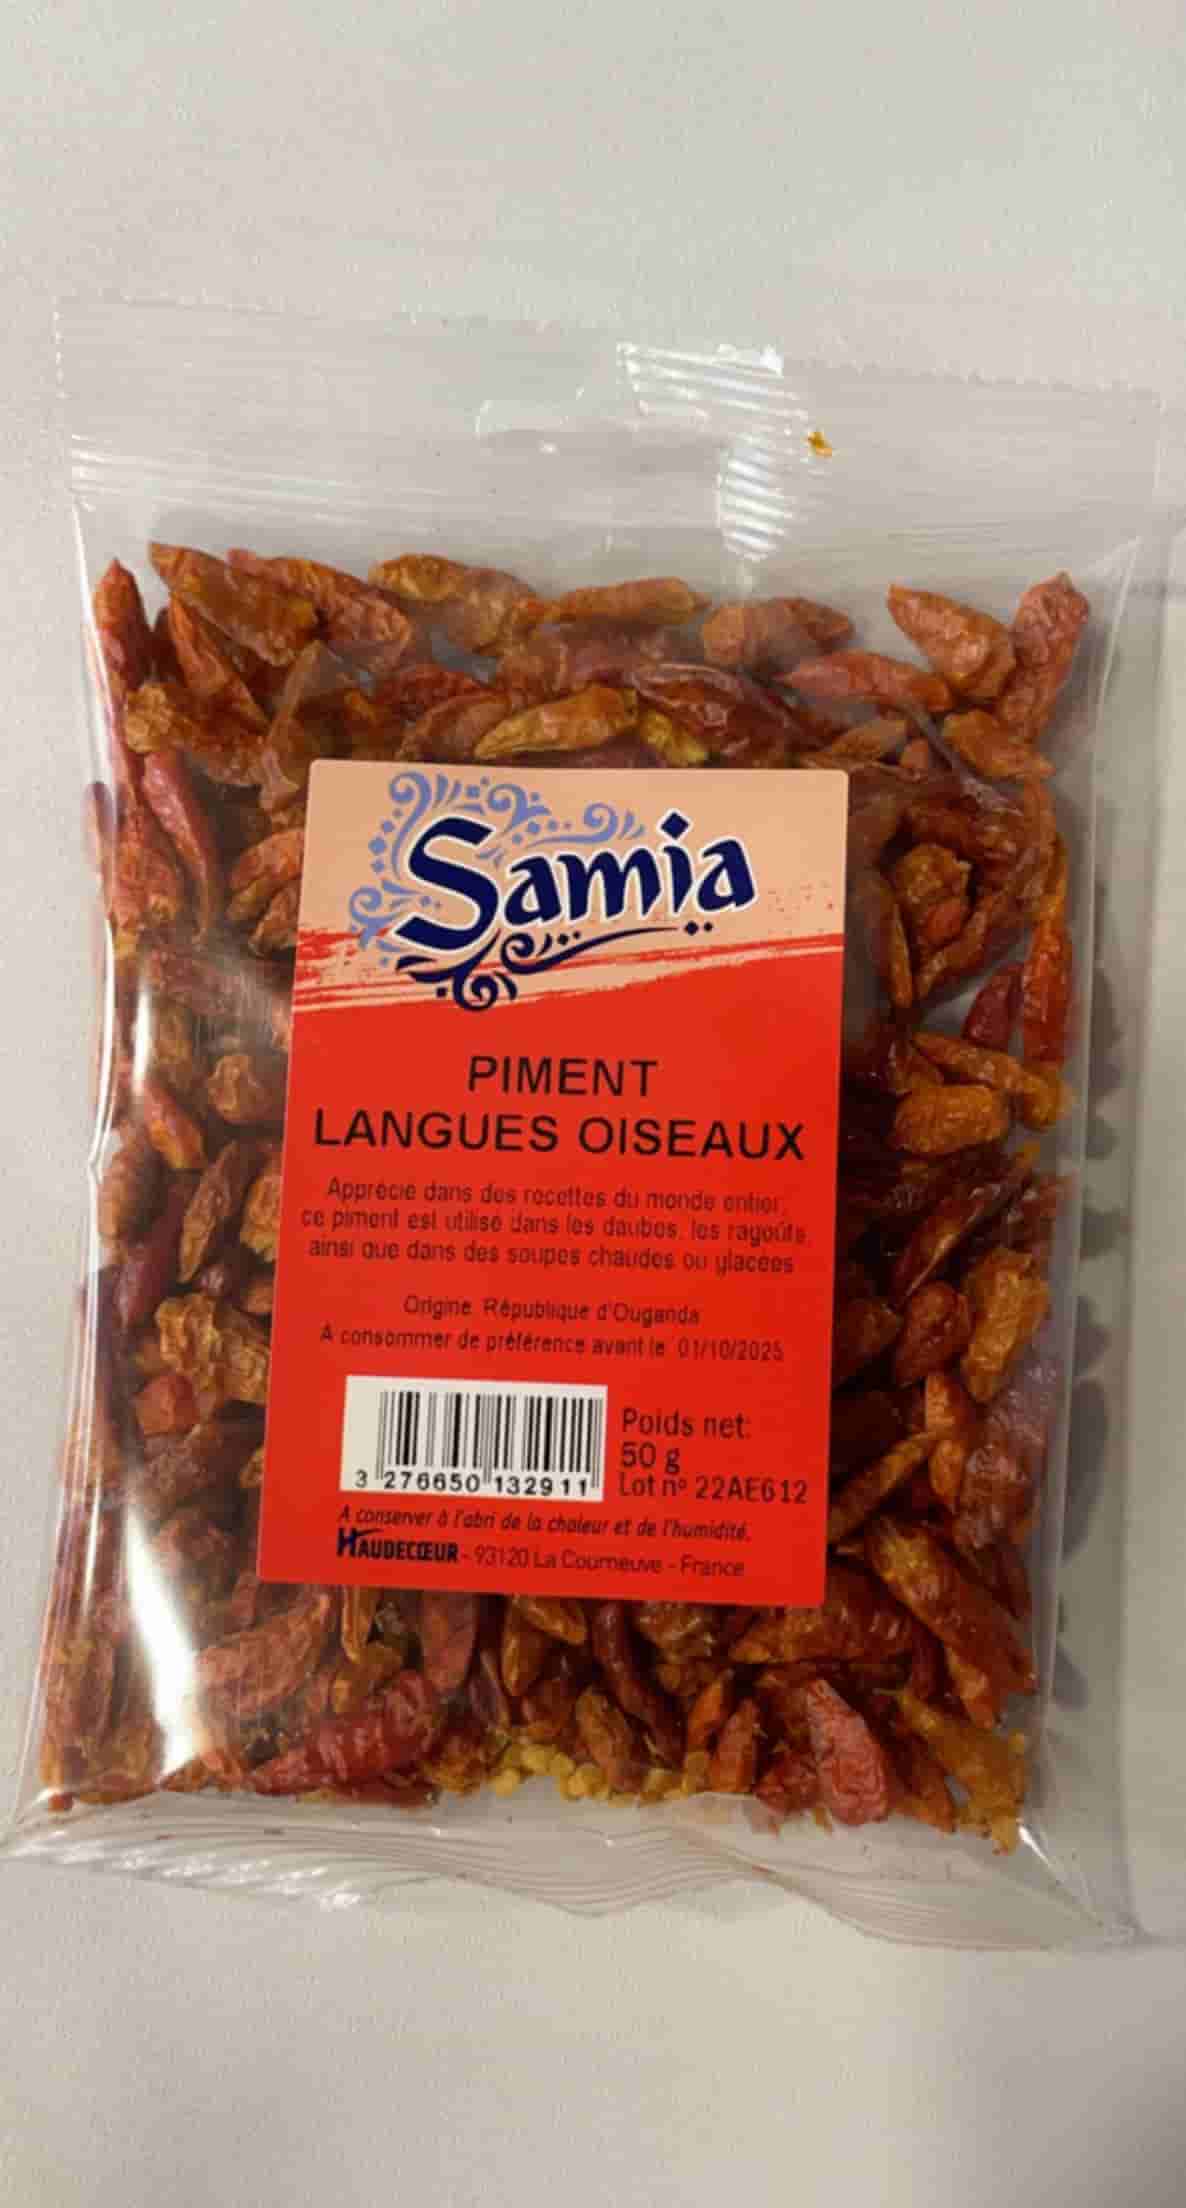 Samia
PIMENT
LANGUES OISEAUX
Apprécié dans des recettes du monde entier,
ce piment est utilisé dans les daubes, les ragoûts,
ainsi que dans des soupes chaudes ou glacées
Origine République d'Ouganda
A consommer de préférence avant le 01/10/2025
Poids net:
50 g
Lot n° 22AE612
3 276650 132911
A conserver à l'abri de la chaleur et de l'humidité.
HAUDECŒUR - 93120 La Courneuve - France